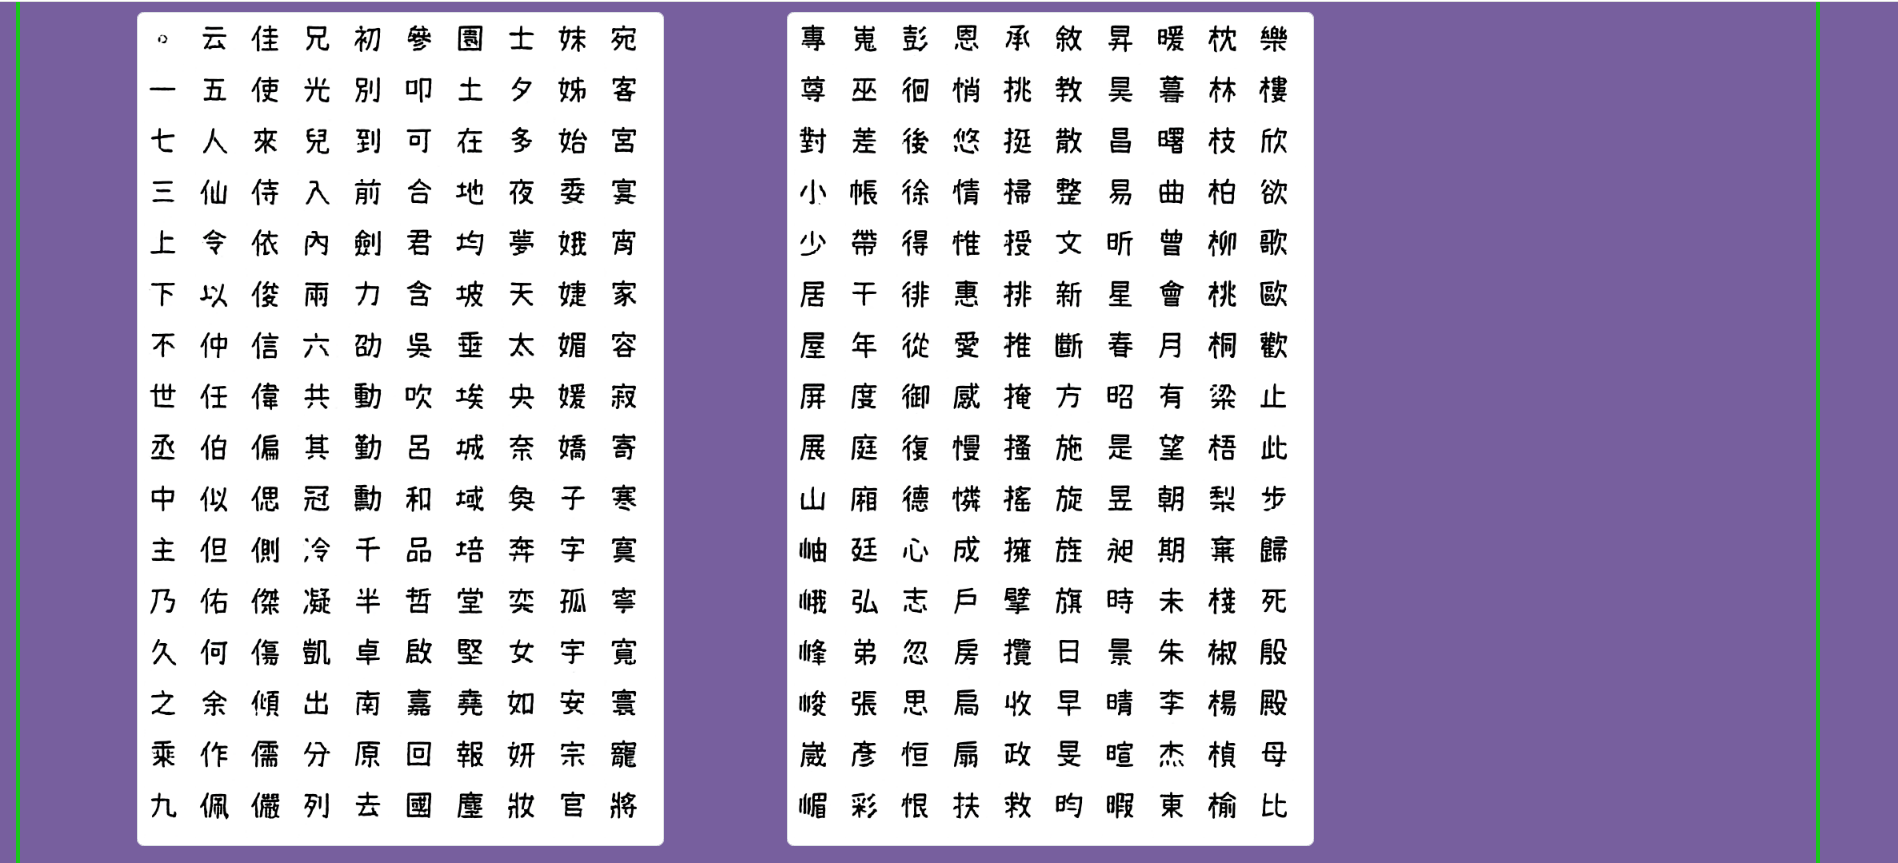 。云佳兄初參園士妹宛
一五使光別叩土夕姊客
七人來兒到可在多始宮
三仙侍入前合地夜委宴
上令依內劍君均夢娥宵
下以俊兩力含坡天婕家
不仲信六劭吳垂太媚容
世任偉共動吹埃央媛寂
丞伯偏其勤呂城奈嬌寄
中似偲冠勳和域奐子寒
主但側冷千品培奔字寞
乃佑傑凝半哲堂奕孤寧
久何傷凱卓啟堅女宇寬
之余傾出南嘉堯如安寰
乘作儒分原回報妍宗寵
九佩儼列去國塵妝官將
專嵬彭恩承敘昇暖枕樂
尊巫徊悄挑教昊暮林樓
對差後悠挺散昌曙枝欣
小帳徐情掃整易曲柏欲
少帶得惟授文昕曾柳歌
居干徘惠排新星會桃歐
屋年從愛推斷春月桐歡
屏度御感掩方昭有梁止
展庭復慢搔施是望梧此
山廂德憐搖旋昱朝梨步
岫廷心成擁旌昶期棄歸
峨弘志戶擘旗時未棧死
峰弟忽房攬日景朱椒殷
峻張思扃收早晴李楊殿
崴彥恒扇政旻暄杰楨母
嵋彩恨扶救昀暇東榆比